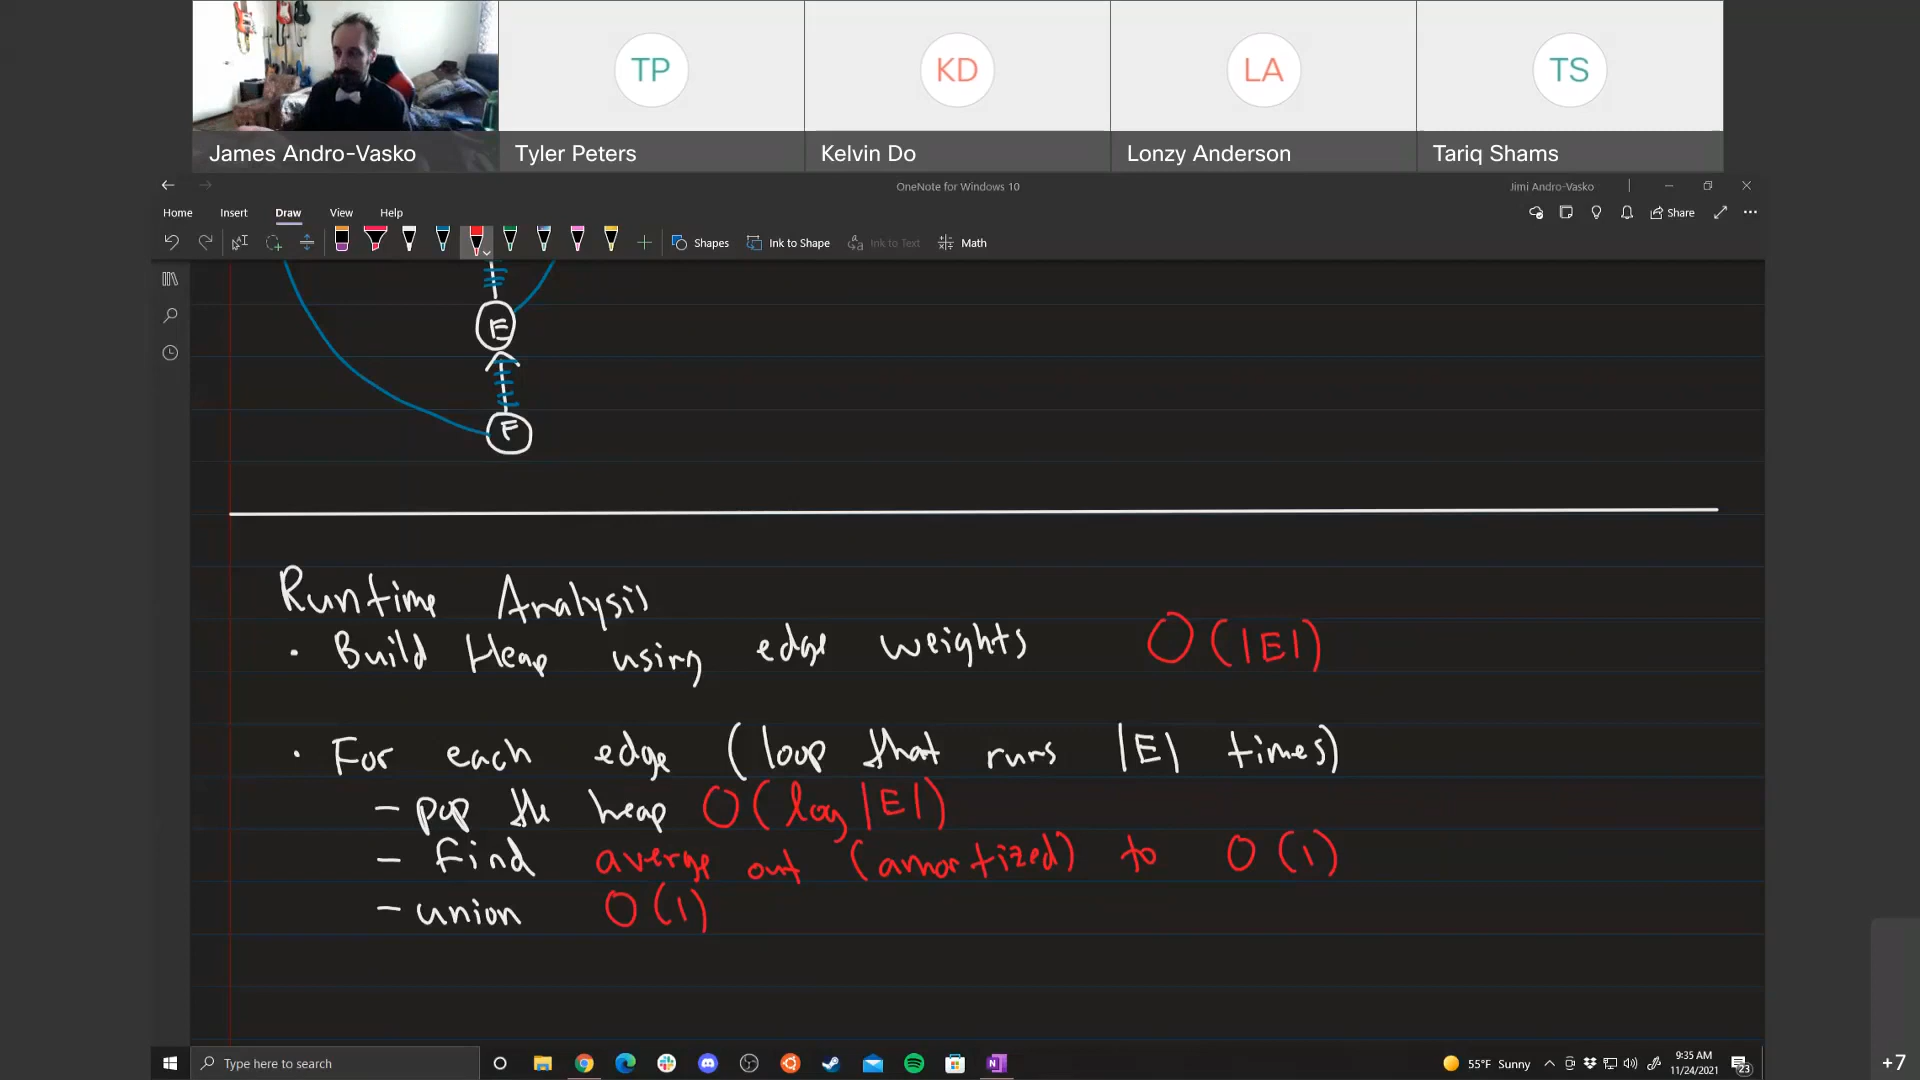 TP
KD
LA
TS
James Andro-Vasko
Tyler Peters
Kelvin Do
Lonzy Anderson
Tariq Shams
OneNote for Windows 10
Jimi Andro-Vasko
Home Insert Draw View Help
Share
Shapes Ink to Shape Ink to Text Math
E
F
Runtime Analysis
· Build Heap using edge weights O(|E|)
· For each edge (loop that runs |E| times)
- pop the heap O(log|E|)
- find averge out (amortized) to O(1)
- union O(1)
Type here to search
55°F Sunny
9:35 AM
11/24/2021
23
+7